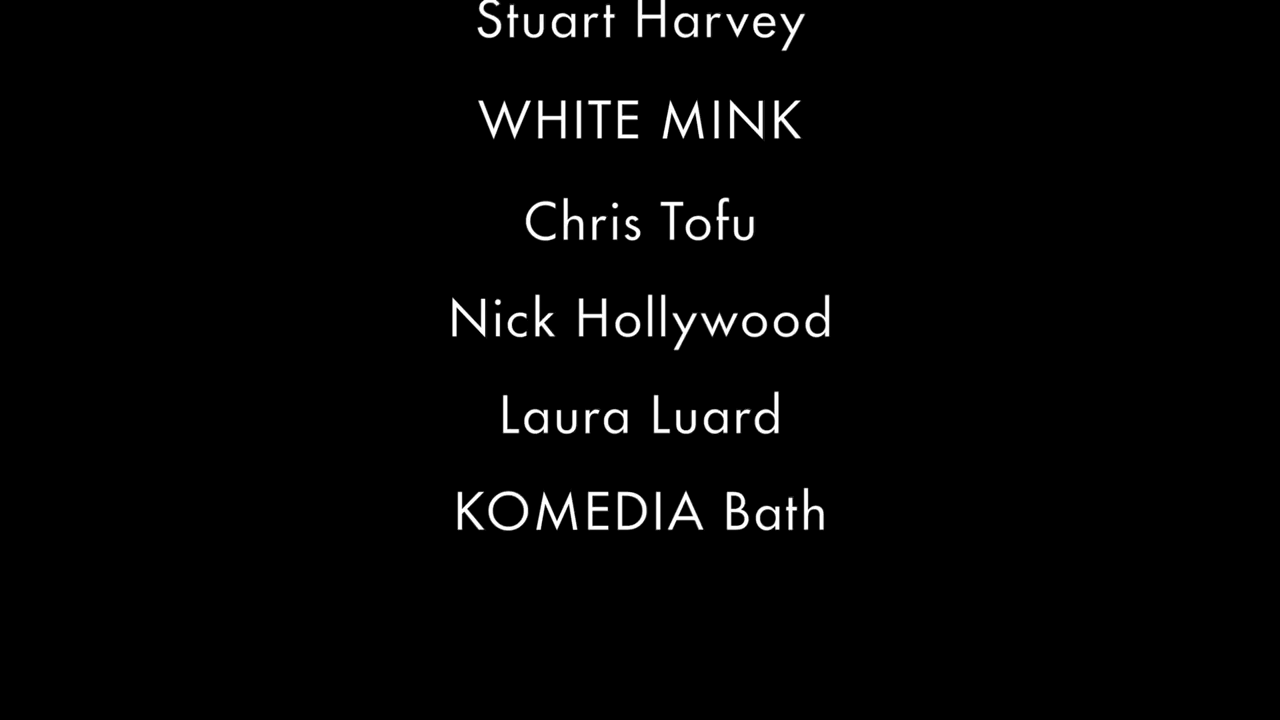 Stuart Harvey
WHITE MINK
Chris Tofu
Nick Hollywood
Laura Luard
KOMEDIA Bath